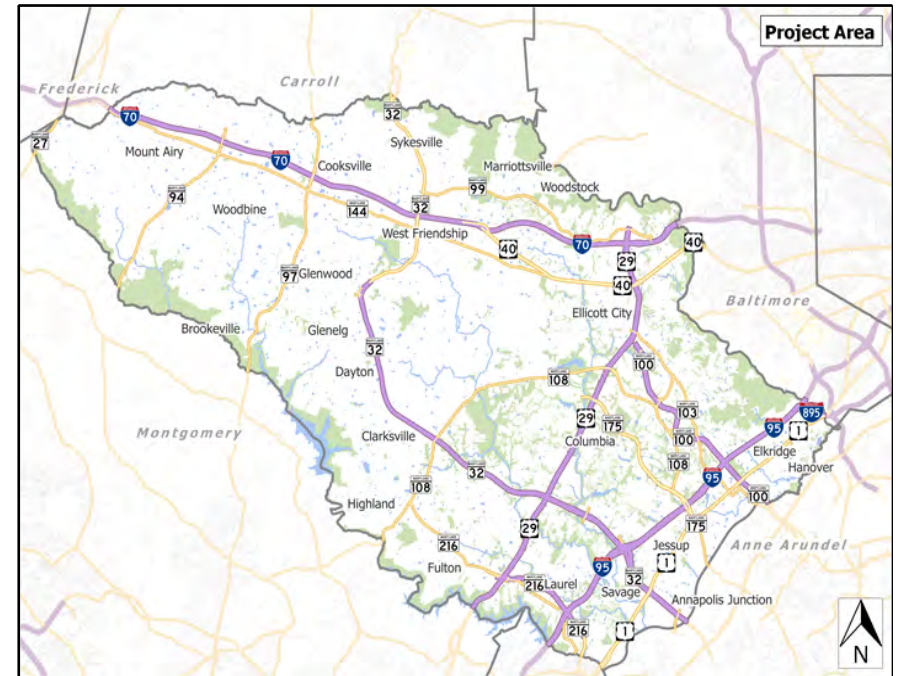 Project Area
Frederick
Carroll
70
32
27
Mount Airy
70
Cooksville
Sykesville
Marriottsville
99
Woodstock
94
Woodbine
144
32
West Friendship
40
70
29
40
97
Glenwood
40
Baltimore
Ellicott City
Brookeville
Glenelg
32
100
Dayton
108
29
175
103
895
95
1
Montgomery
Clarksville
Columbia
100
Elkridge
32
108
95
Hanover
108
100
Highland
29
175
216
Jessup
Anne Arundel
Fulton
95
1
32
216
Laurel
Savage
Annapolis Junction
216
1
N